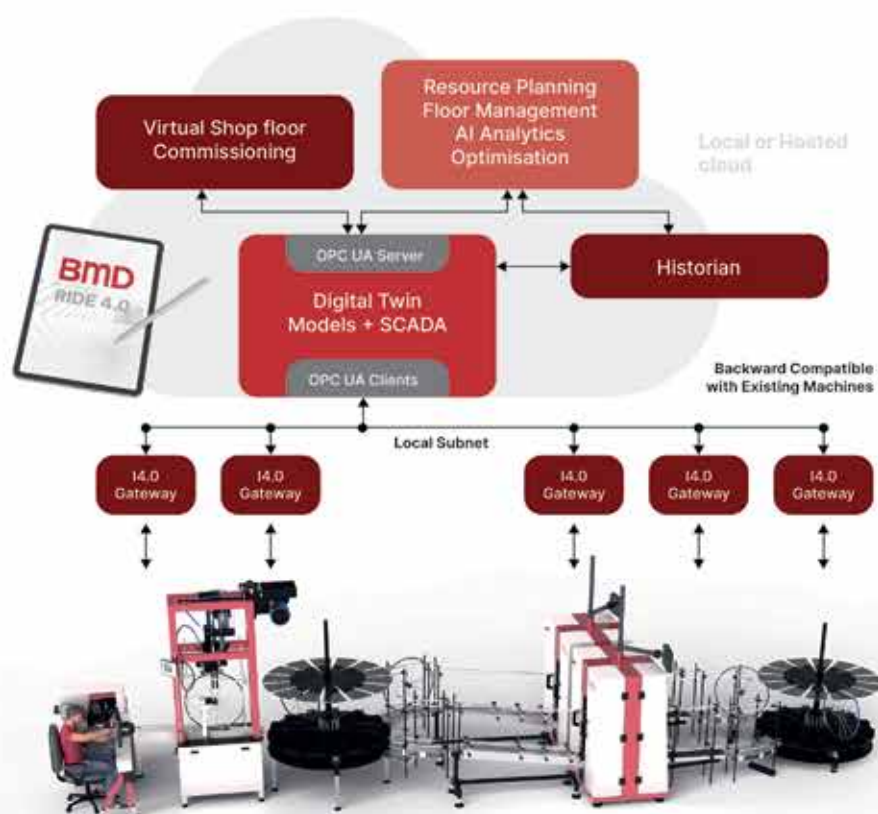 Resource Planning
Floor Management
AI Analytics
Optimisation
Virtual Shop floor
Commissioning
Local or Hosted
cloud
OPC UA Server
Digital Twin
Models + SCADA
OPC UA Clients
Historian
BMD
RIDE 4.0
Backward Compatible
with Existing Machines
Local Subnet
I4.0
Gateway
I4.0
Gateway
I4.0
Gateway
I4.0
Gateway
I4.0
Gateway